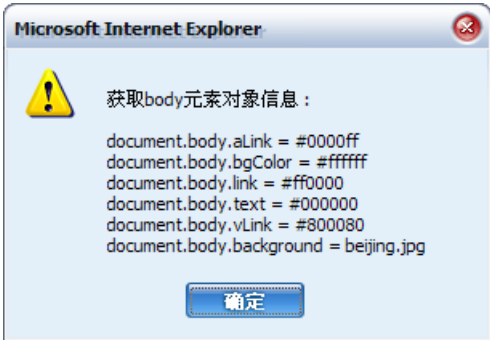 Microsoft Internet Explorer
获取body元素对象信息：
document.body.aLink = #0000ff
document.body.bgColor = #ffffff
document.body.link = #ff0000
document.body.text = #000000
document.body.vLink = #800080
document.body.background = beijing.jpg
确定